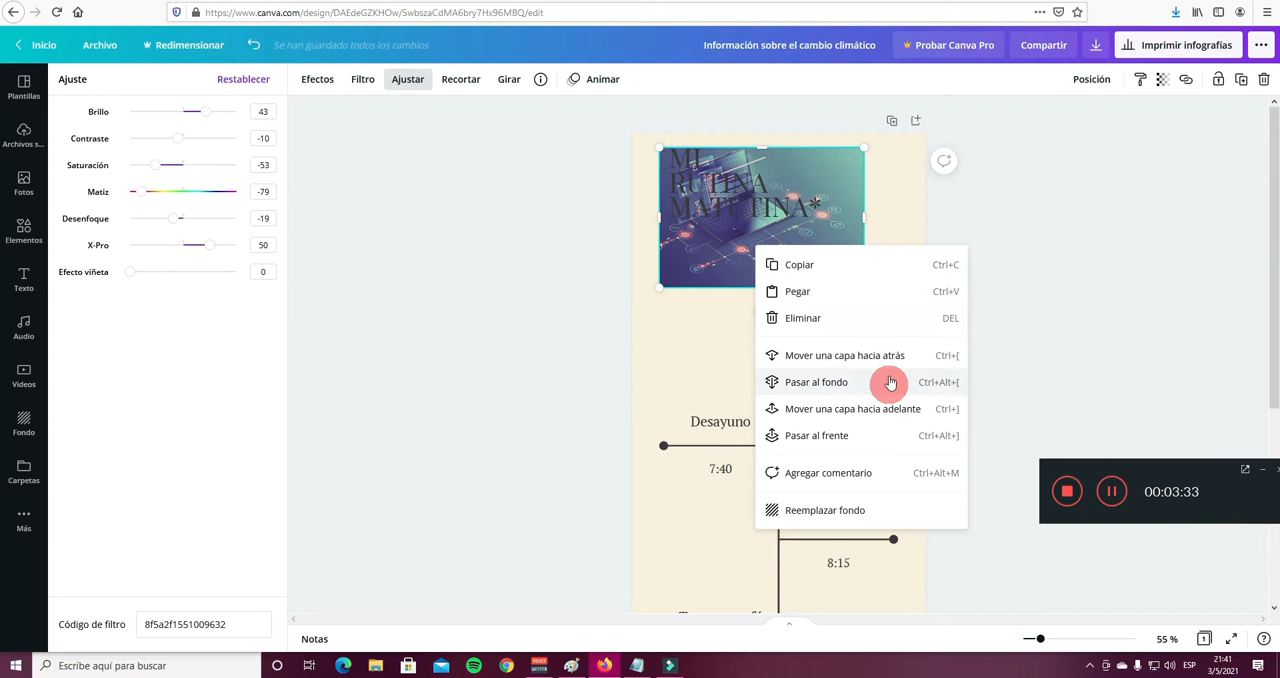 https://www.canva.com/design/DAEdeGZKHOw/5wbszaCdMA6bry7Hx96MBQ/edit
Inicio
Archivo
Redimensionar
Se han guardado todos los cambios
Información sobre el cambio climático
Probar Canva Pro
Compartir
Imprimir infografías
Ajuste
Restablecer
Efectos
Filtro
Ajustar
Recortar
Girar
Animar
Posición
Plantillas
Archivos s...
Fotos
Elementos
Texto
Audio
Videos
Fondo
Carpetas
Más
Brillo 43
Contraste -10
Saturación -53
Matiz -79
Desenfoque -19
X-Pro 50
Efecto viñeta 0
Código de filtro 8f5a2f1551009632
MI
RUTINA
MATUTINA*
Copiar Ctrl+C
Pegar Ctrl+V
Eliminar DEL
Mover una capa hacia atrás Ctrl+[
Pasar al fondo Ctrl+Alt+[
Mover una capa hacia adelante Ctrl+]
Pasar al frente Ctrl+Alt+]
Agregar comentario Ctrl+Alt+M
Reemplazar fondo
Desayuno
7:40
8:15
00:03:33
Notas
55 %
1
Escribe aquí para buscar
ESP
21:41
3/5/2021